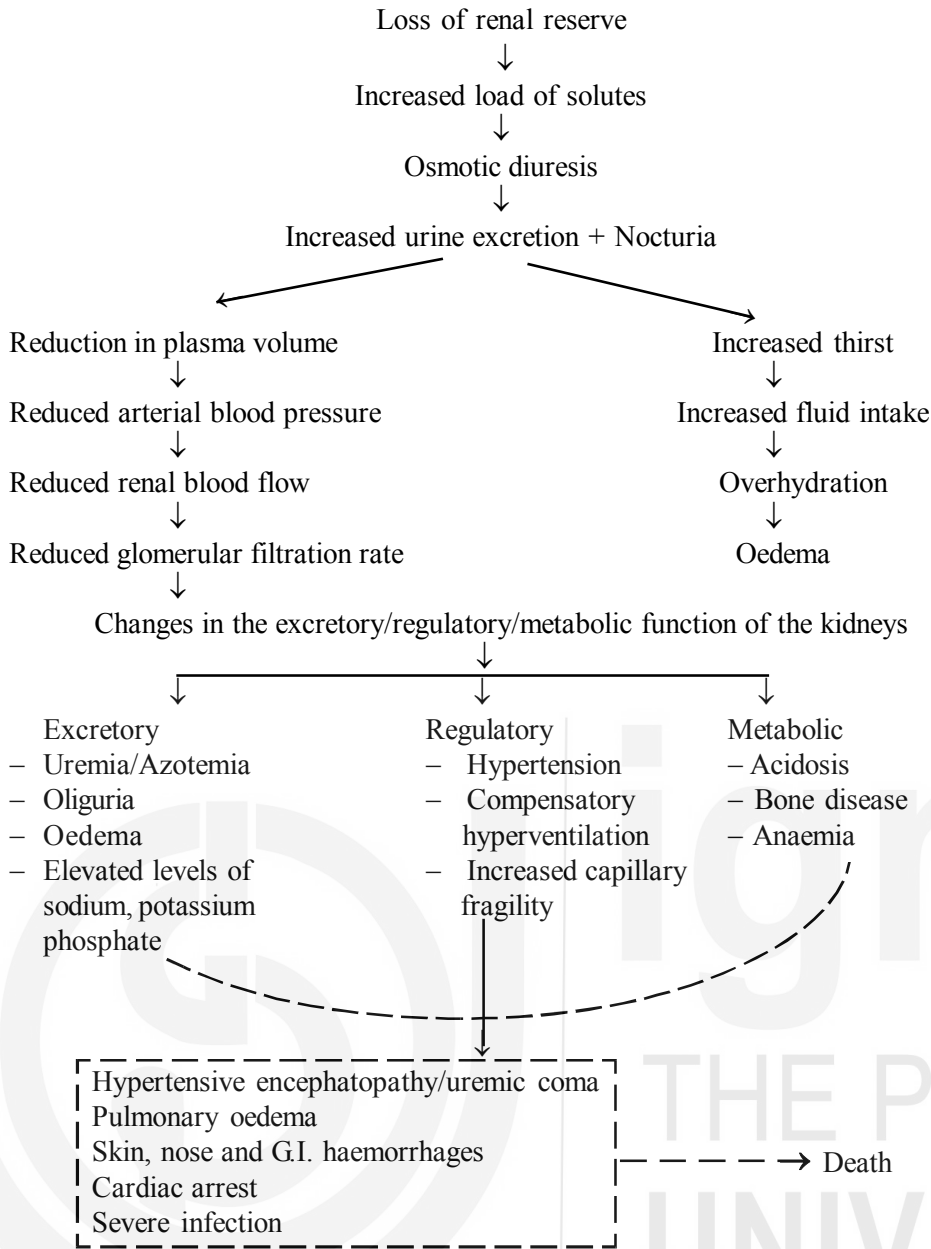 Loss of renal reserve
↓
Increased load of solutes
↓
Osmotic diuresis
↓
Increased urine excretion + Nocturia
Reduction in plasma volume
↓
Reduced arterial blood pressure
↓
Reduced renal blood flow
↓
Reduced glomerular filtration rate
↓
Increased thirst
↓
Increased fluid intake
↓
Overhydration
↓
Oedema
Changes in the excretory/regulatory/metabolic function of the kidneys
↓
Excretory
– Uremia/Azotemia
– Oliguria
– Oedema
– Elevated levels of
sodium, potassium
phosphate
Regulatory
– Hypertension
– Compensatory
hyperventilation
– Increased capillary
fragility
Metabolic
– Acidosis
– Bone disease
– Anaemia
Hypertensive encephatopathy/uremic coma
Pulmonary oedema
Skin, nose and G.I. haemorrhages
Cardiac arrest
Severe infection
Death
ign
THE P
UNIV